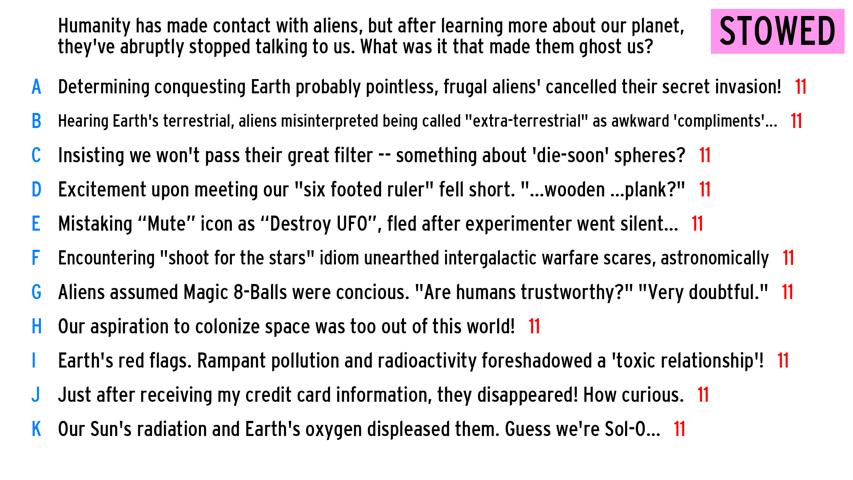 Humanity has made contact with aliens, but after learning more about our planet,
they've abruptly stopped talking to us. What was it that made them ghost us?
STOWED
A Determining conquesting Earth probably pointless, frugal aliens' cancelled their secret invasion! 11
B Hearing Earth's terrestrial, aliens misinterpreted being called "extra-terrestrial" as awkward 'compliments'... 11
C Insisting we won't pass their great filter -- something about 'die-soon' spheres? 11
D Excitement upon meeting our "six footed ruler" fell short. "...wooden ...plank?" 11
E Mistaking “Mute” icon as “Destroy UFO”, fled after experimenter went silent... 11
F Encountering "shoot for the stars" idiom unearthed intergalactic warfare scares, astronomically 11
G Aliens assumed Magic 8-Balls were concious. "Are humans trustworthy?" "Very doubtful." 11
H Our aspiration to colonize space was too out of this world! 11
I Earth's red flags. Rampant pollution and radioactivity foreshadowed a 'toxic relationship'! 11
J Just after receiving my credit card information, they disappeared! How curious. 11
K Our Sun's radiation and Earth's oxygen displeased them. Guess we're Sol-O... 11